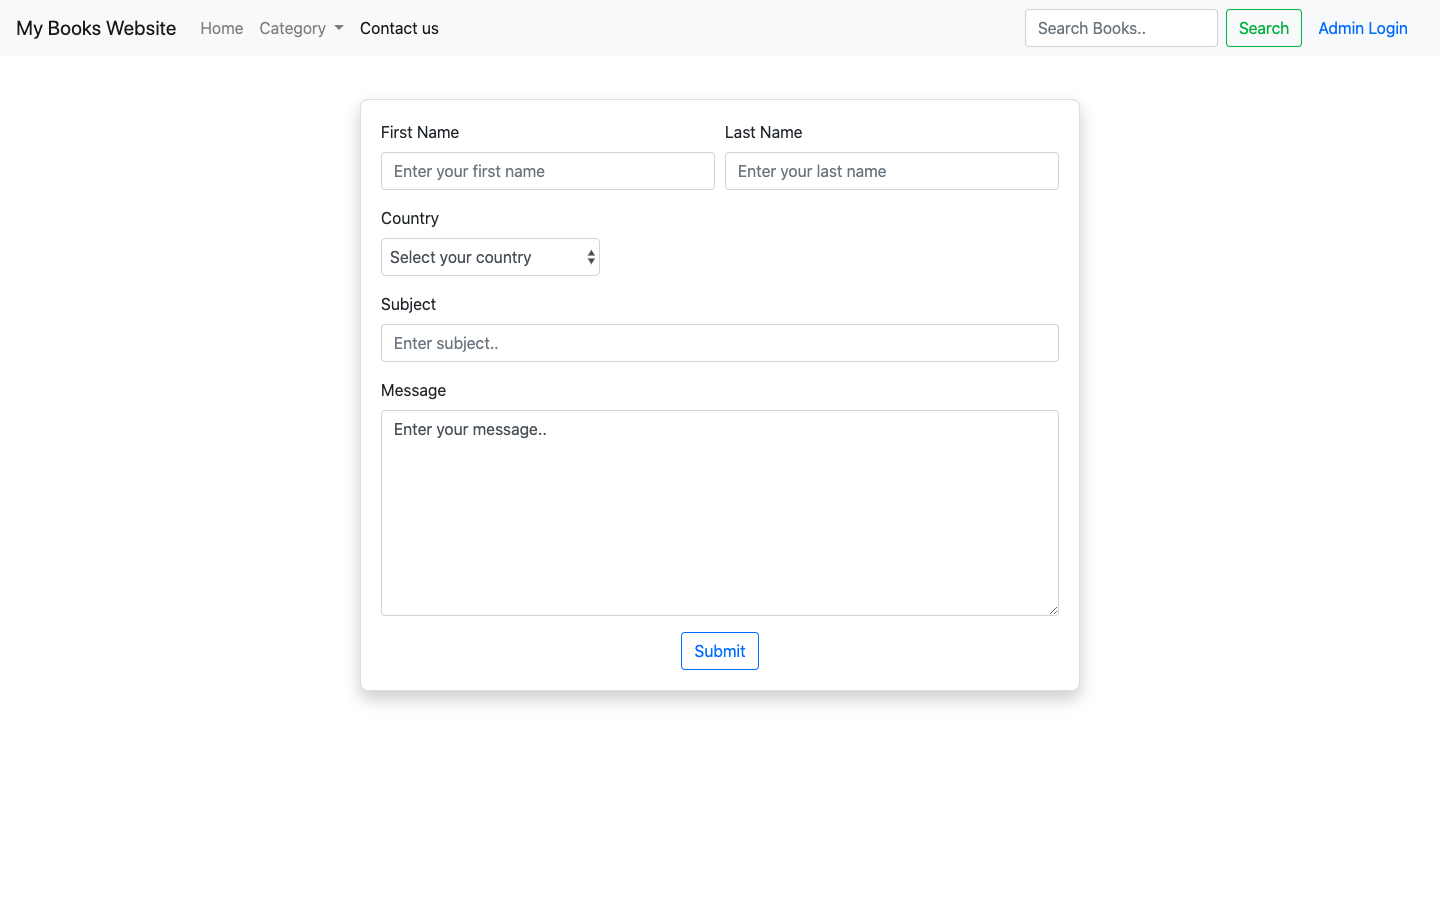 My Books Website Home Category Contact us Search Books.. Search Admin Login
First Name Last Name
Enter your first name Enter your last name
Country
Select your country
Subject
Enter subject..
Message
Enter your message..
Submit